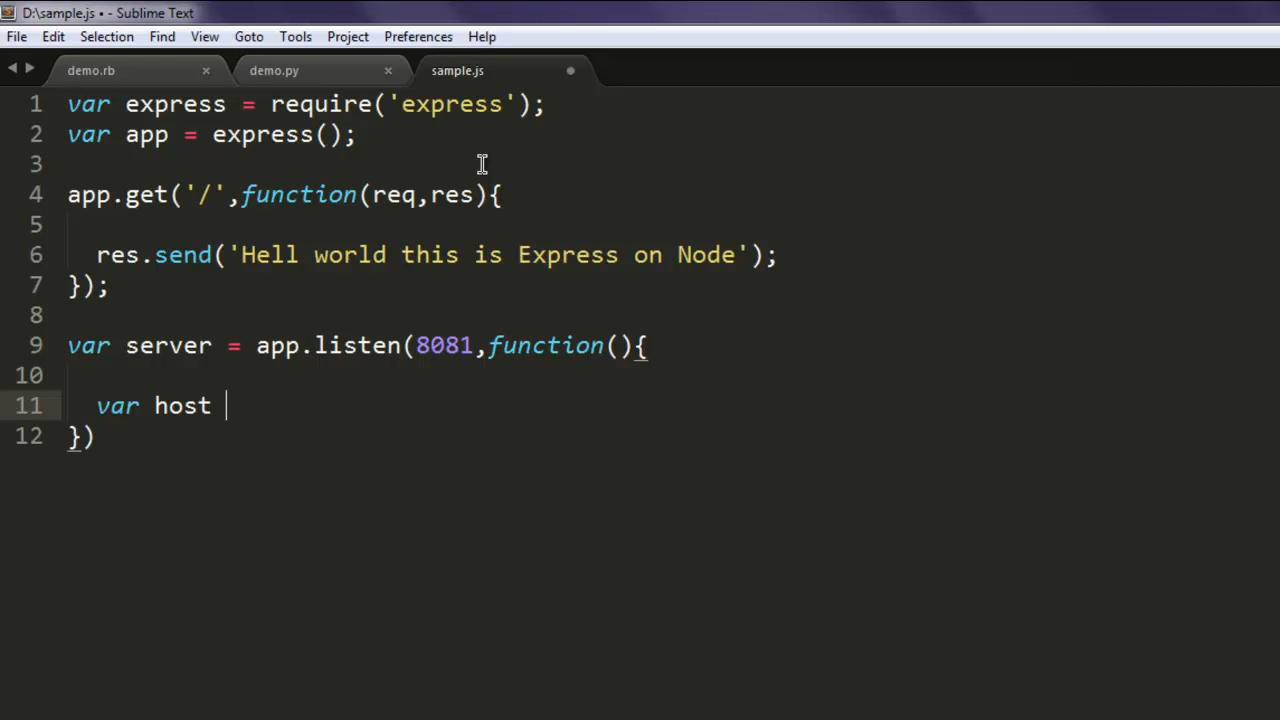 D:\sample.js • - Sublime Text
File Edit Selection Find View Goto Tools Project Preferences Help
demo.rb demo.py sample.js
1 var express = require('express');
2 var app = express();
3
4 app.get('/',function(req,res){
5
6   res.send('Hell world this is Express on Node');
7 });
8
9 var server = app.listen(8081,function(){
10
11   var host
12 })